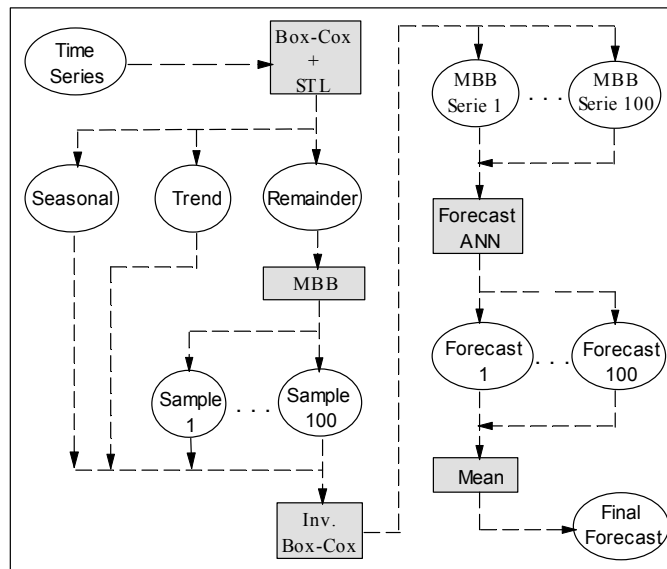 Time
Series
Box-Cox
+
STL
Seasonal
Trend
Remainder
MBB
Sample
1
. . .
Sample
100
Inv.
Box-Cox
MBB
Serie 1
. . .
MBB
Serie 100
Forecast
ANN
Forecast
1
. . .
Forecast
100
Mean
Final
Forecast